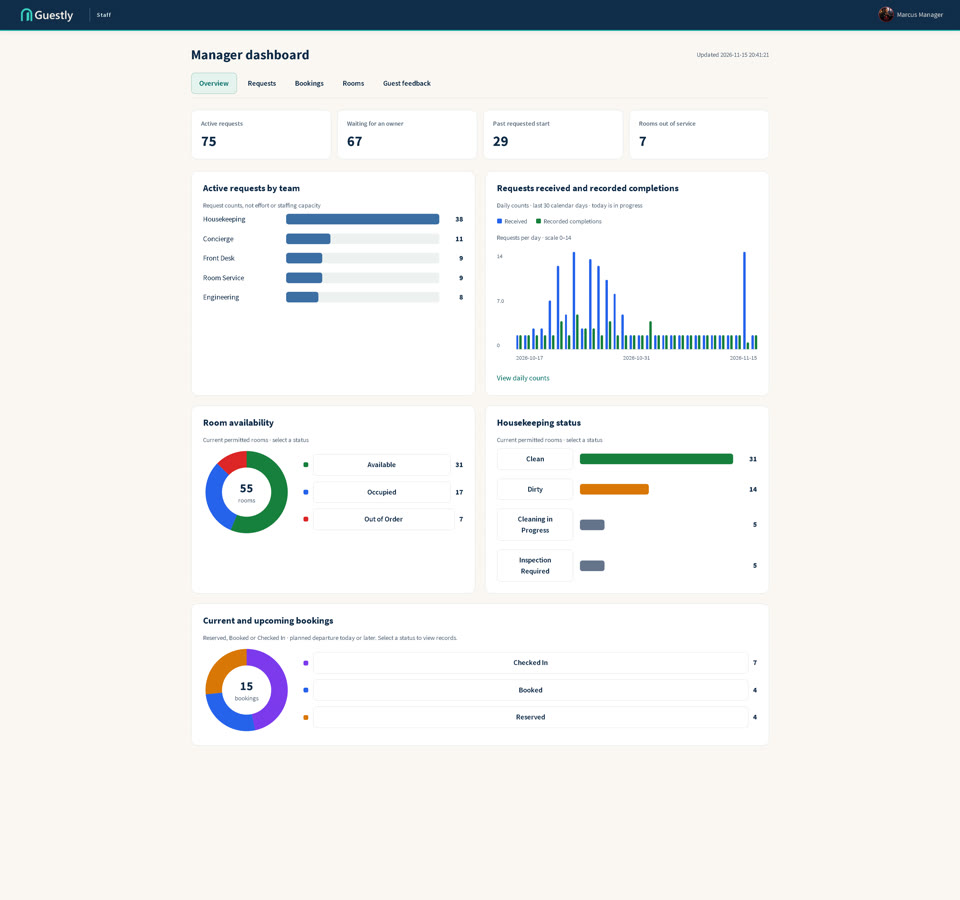 Guestly
Staff
Marcus Manager
Manager dashboard
Updated 2026-11-15 20:41:21
Overview
Requests
Bookings
Rooms
Guest feedback
Active requests
75
Waiting for an owner
67
Past requested start
29
Rooms out of service
7
Active requests by team
Request counts, not effort or staffing capacity
Housekeeping 38
Concierge 11
Front Desk 9
Room Service 9
Engineering 8
Requests received and recorded completions
Daily counts · last 30 calendar days · today is in progress
Received
Recorded completions
Requests per day · scale 0–14
14
7.0
0
2026-10-17
2026-10-31
2026-11-15
View daily counts
Room availability
Current permitted rooms · select a status
55
rooms
Available 31
Occupied 17
Out of Order 7
Housekeeping status
Current permitted rooms · select a status
Clean 31
Dirty 14
Cleaning in
Progress
5
Inspection
Required
5
Current and upcoming bookings
Reserved, Booked or Checked In · planned departure today or later. Select a status to view records.
15
bookings
Checked In 7
Booked 4
Reserved 4